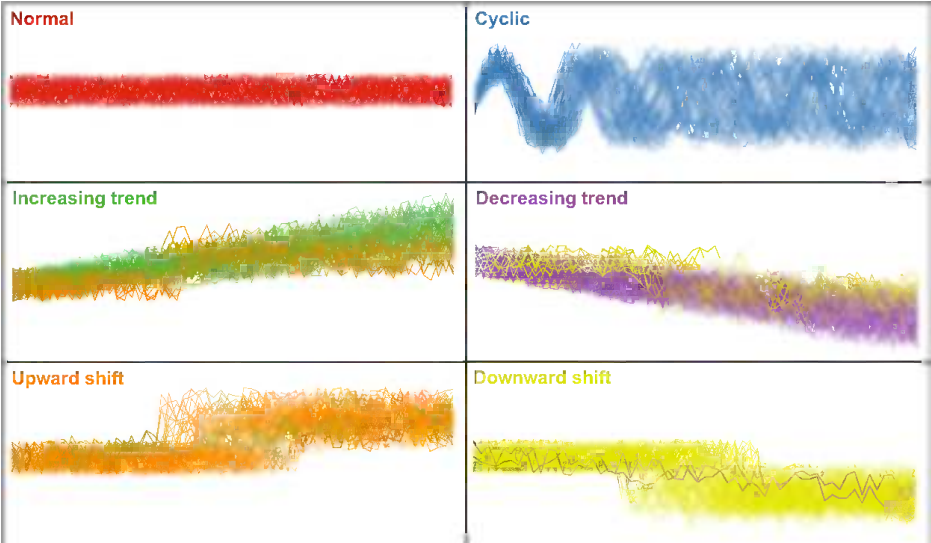 Normal
Cyclic
Increasing trend
Decreasing trend
Upward shift
Downward shift